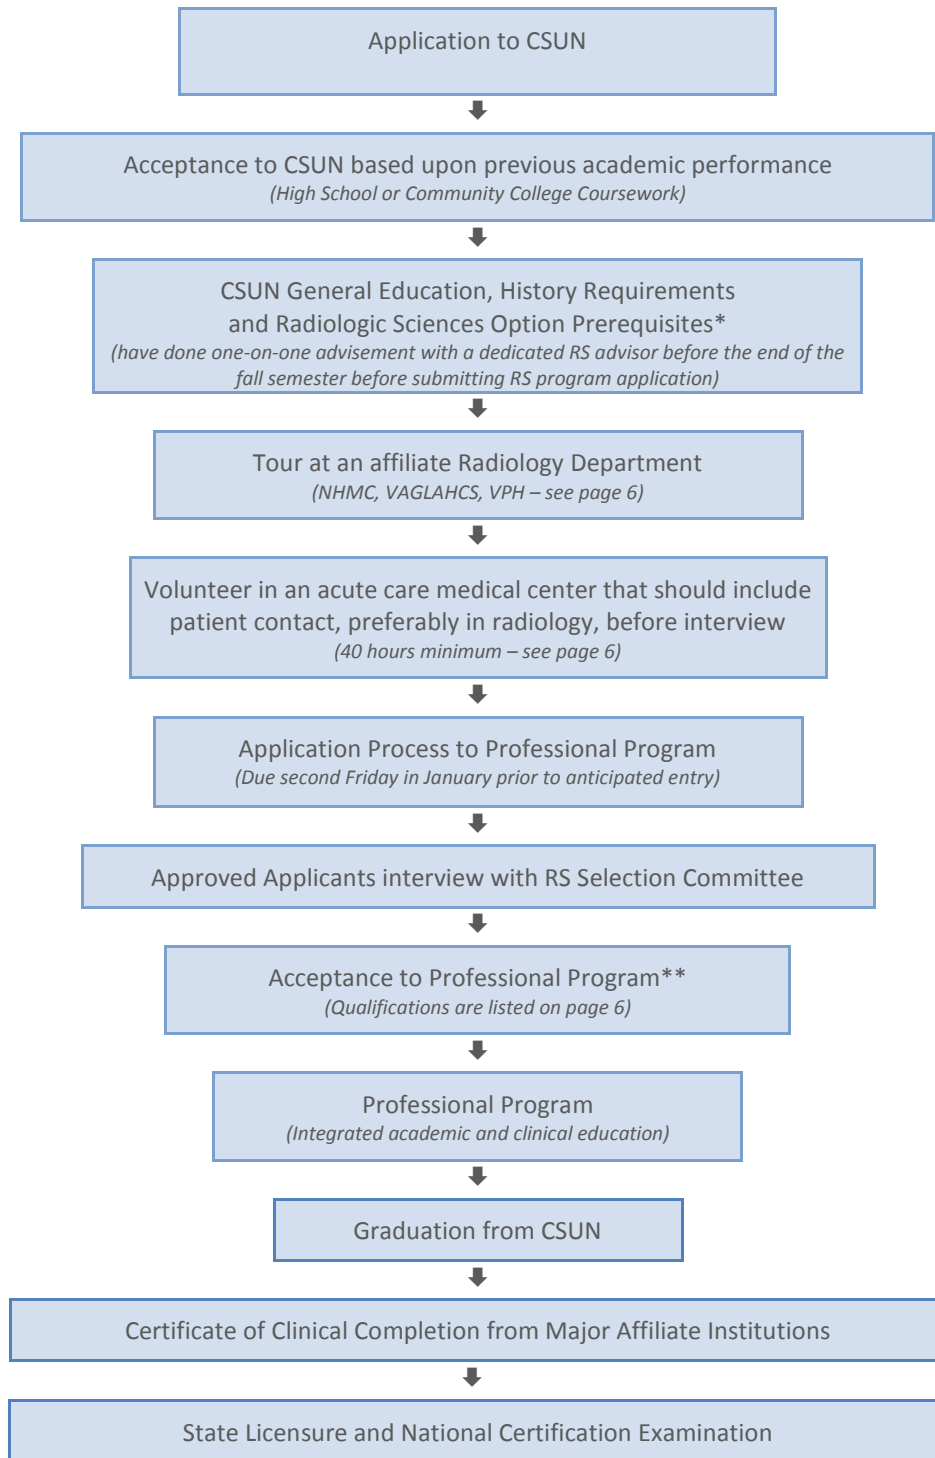 Application to CSUN
Acceptance to CSUN based upon previous academic performance
(High School or Community College Coursework)
CSUN General Education, History Requirements
and Radiologic Sciences Option Prerequisites*
(have done one-on-one advisement with a dedicated RS advisor before the end of the
fall semester before submitting RS program application)
Tour at an affiliate Radiology Department
(NHMC, VAGLAHCS, VPH – see page 6)
Volunteer in an acute care medical center that should include
patient contact, preferably in radiology, before interview
(40 hours minimum – see page 6)
Application Process to Professional Program
(Due second Friday in January prior to anticipated entry)
Approved Applicants interview with RS Selection Committee
Acceptance to Professional Program**
(Qualifications are listed on page 6)
Professional Program
(Integrated academic and clinical education)
Graduation from CSUN
Certificate of Clinical Completion from Major Affiliate Institutions
State Licensure and National Certification Examination